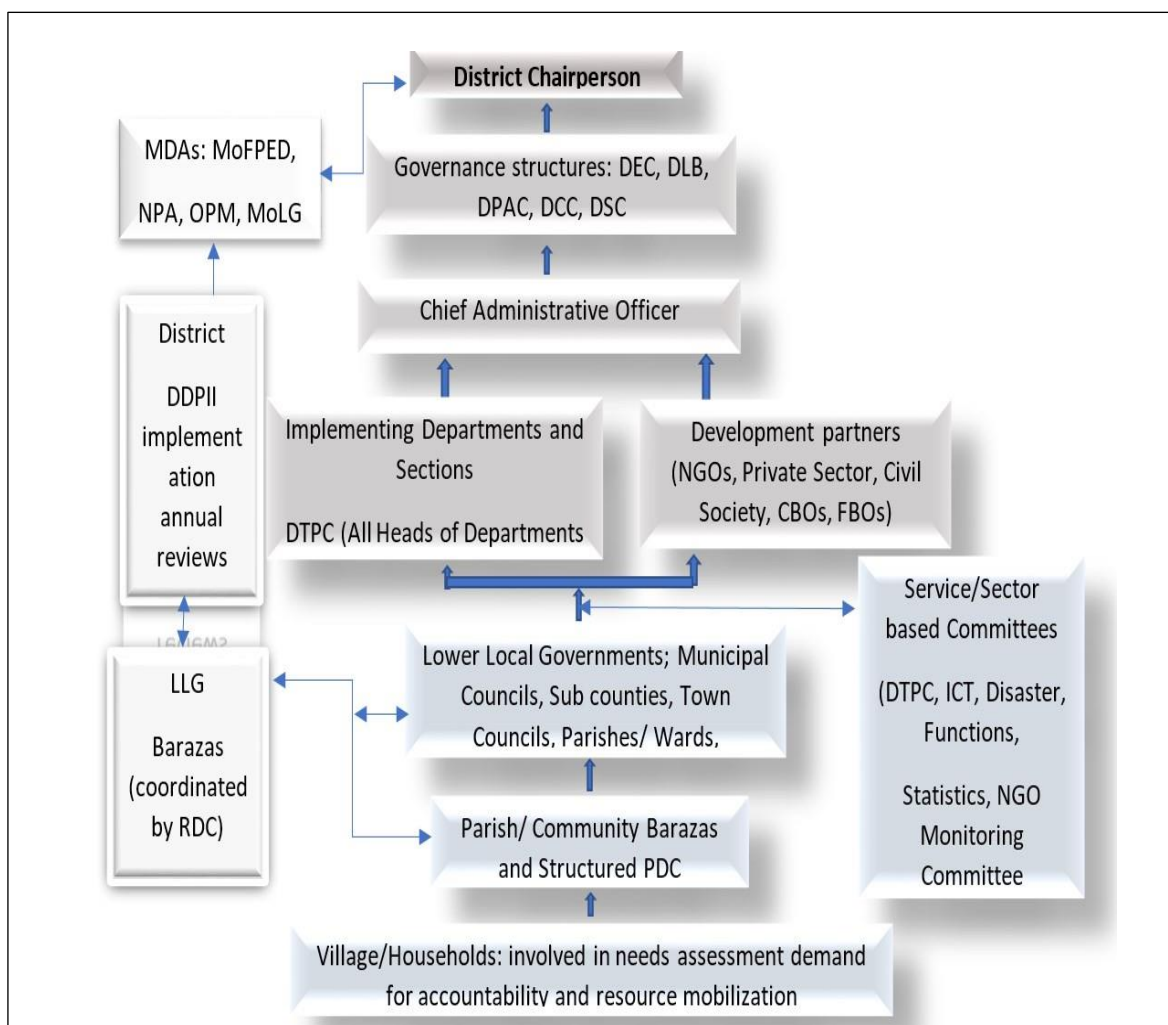 District Chairperson
MDAs: MoFPED,
NPA, OPM, MoLG
Governance structures: DEC, DLB,
DPAC, DCC, DSC
Chief Administrative Officer
District
DDPII
implement
ation
annual
reviews
Implementing Departments and
Sections
DTPC (All Heads of Departments
Development partners
(NGOs, Private Sector, Civil
Society, CBOs, FBOs)
Service/Sector
based Committees
(DTPC, ICT, Disaster,
Functions,
Statistics, NGO
Monitoring
Committee
LLG
Barazas
(coordinated
by RDC)
Lower Local Governments; Municipal
Councils, Sub counties, Town
Councils, Parishes/ Wards,
Parish/ Community Barazas
and Structured PDC
Village/Households: involved in needs assessment demand
for accountability and resource mobilization